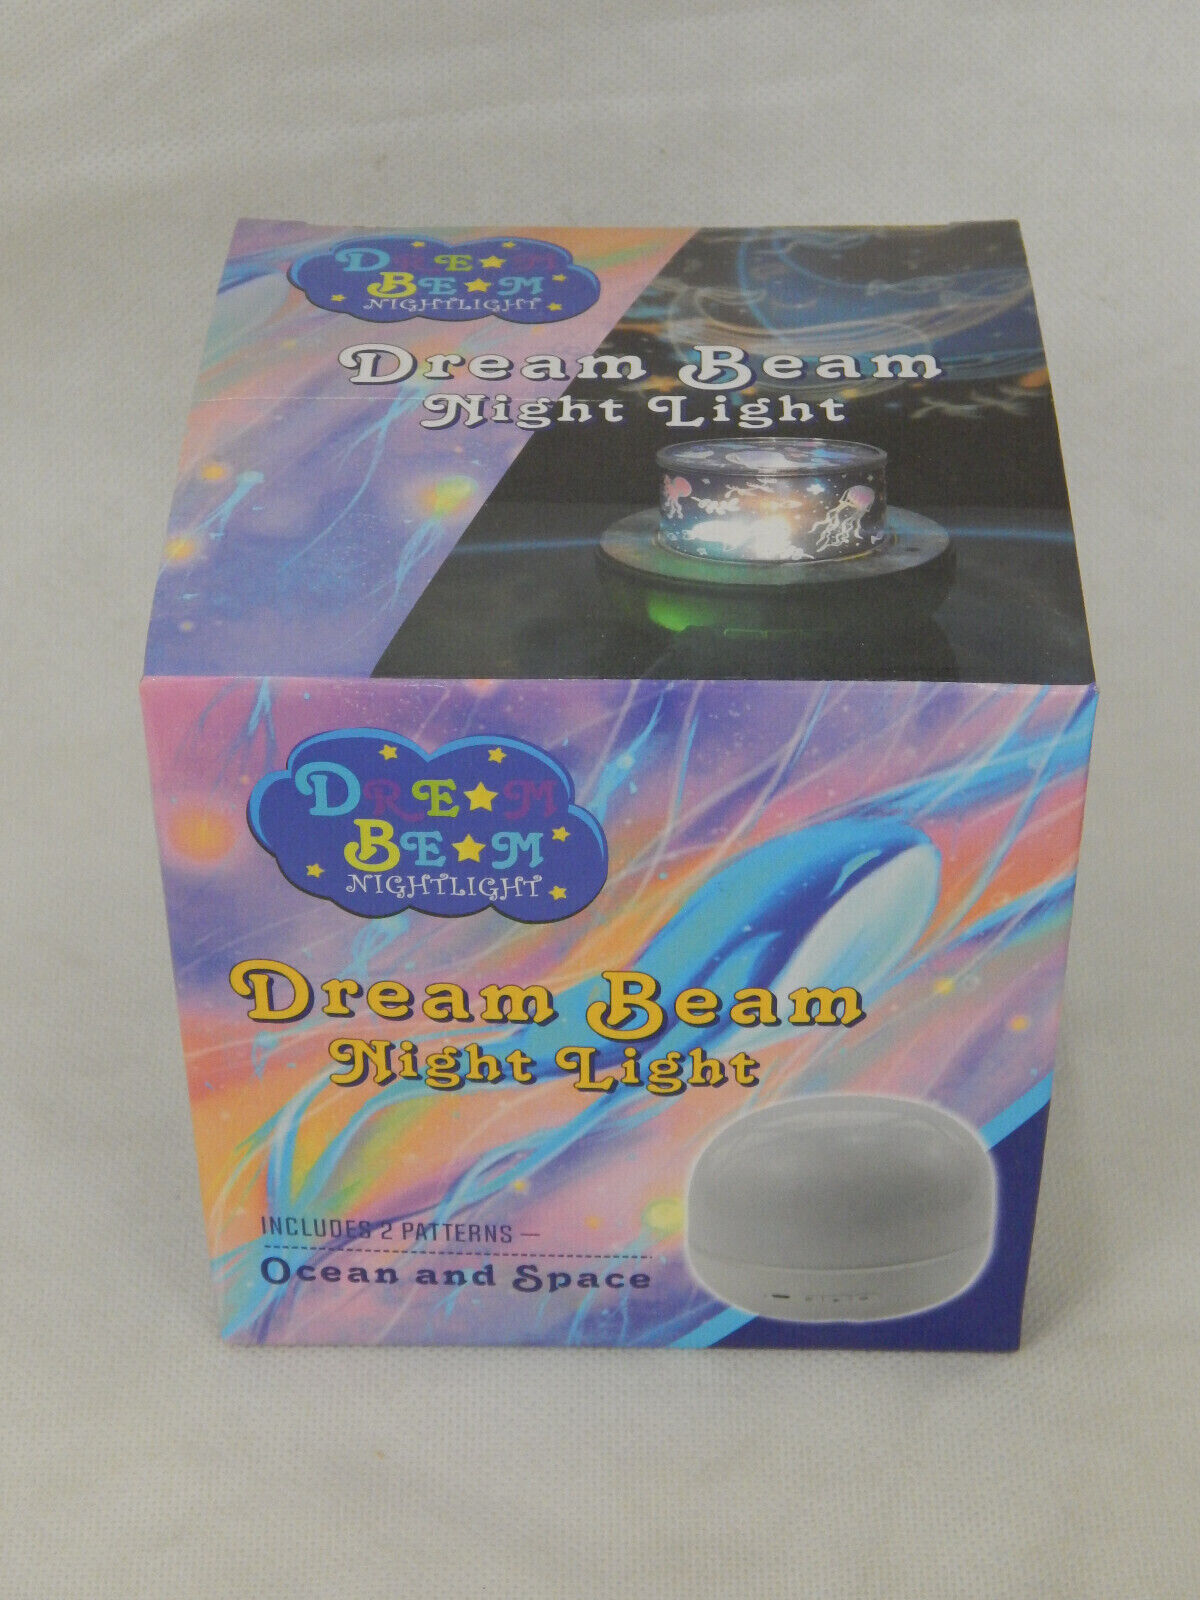 DREAM
BEAM
NIGHTLIGHT
Dream Beam
Night Light
DREAM
BEAM
NIGHTLIGHT
Dream Beam
Night Light
INCLUDES 2 PATTERNS —
Ocean and Space